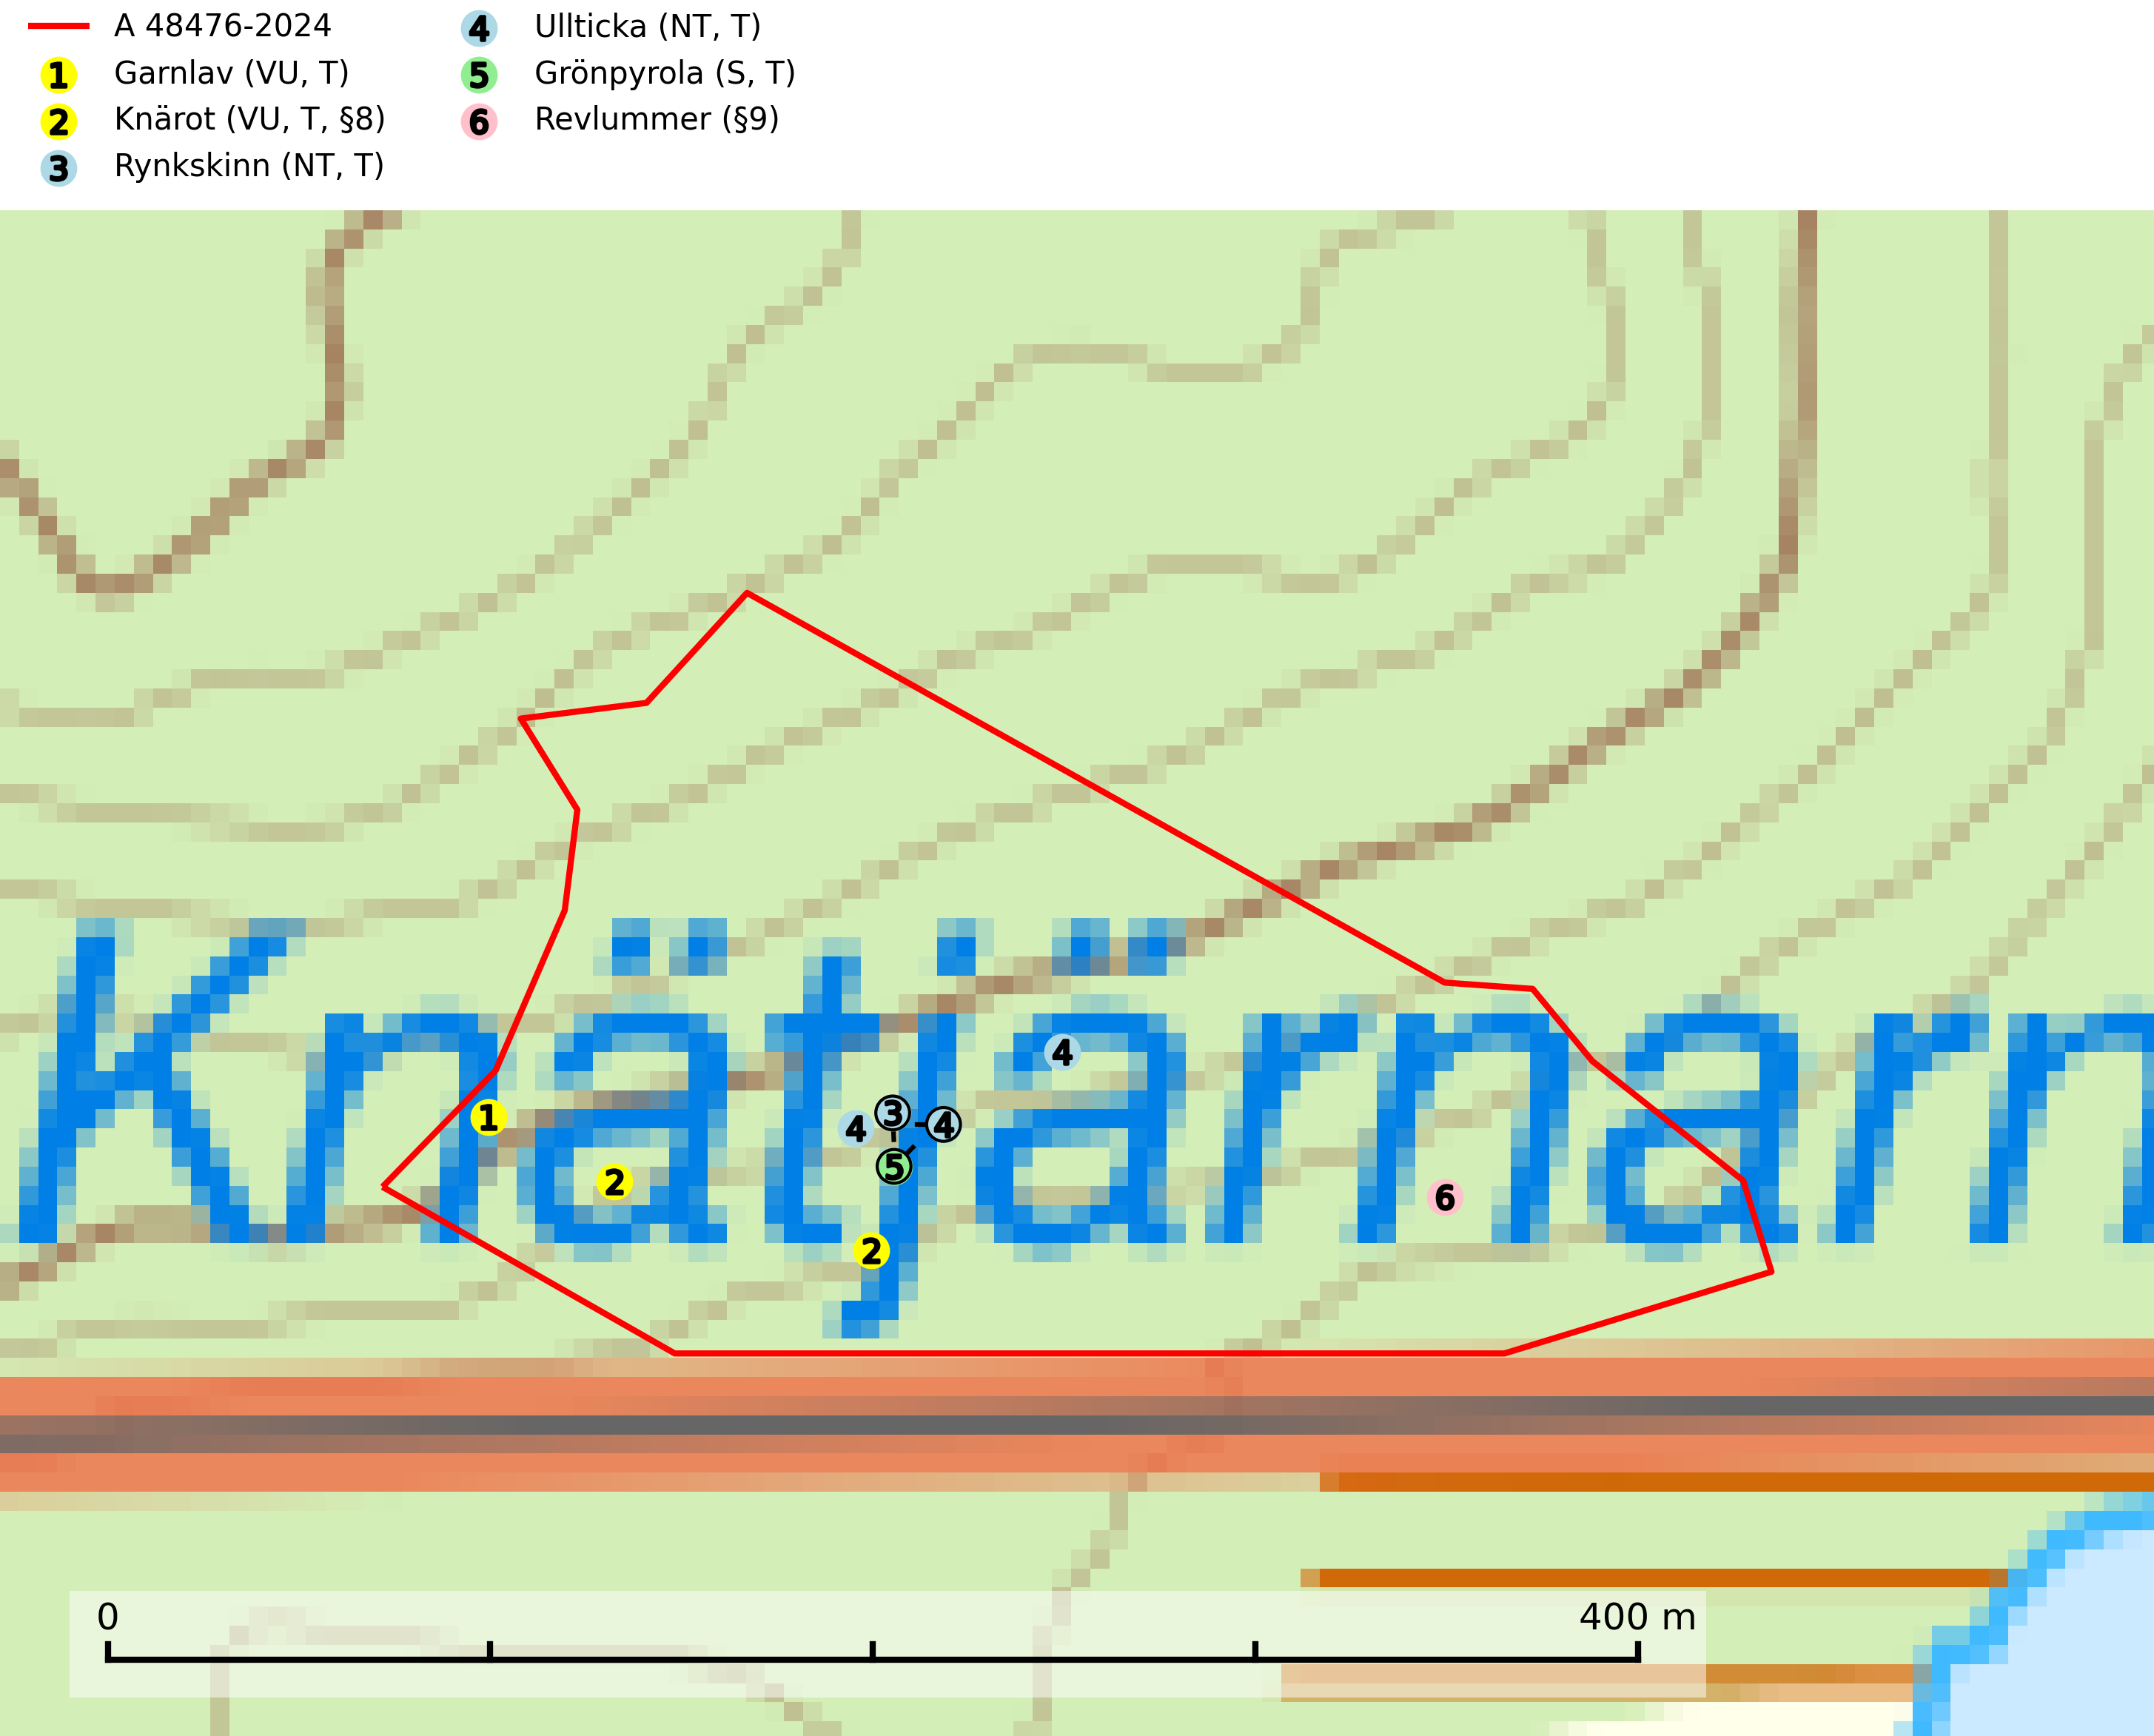 A 48476-2024
1 Garnlav (VU, T)
2 Knärot (VU, T, §8)
3 Rynkskinn (NT, T)
4 Ullticka (NT, T)
5 Grönpyrola (S, T)
6 Revlummer (§9)
Knätjärnarn
4
1
3
4
4
5
2
6
2
0
400 m